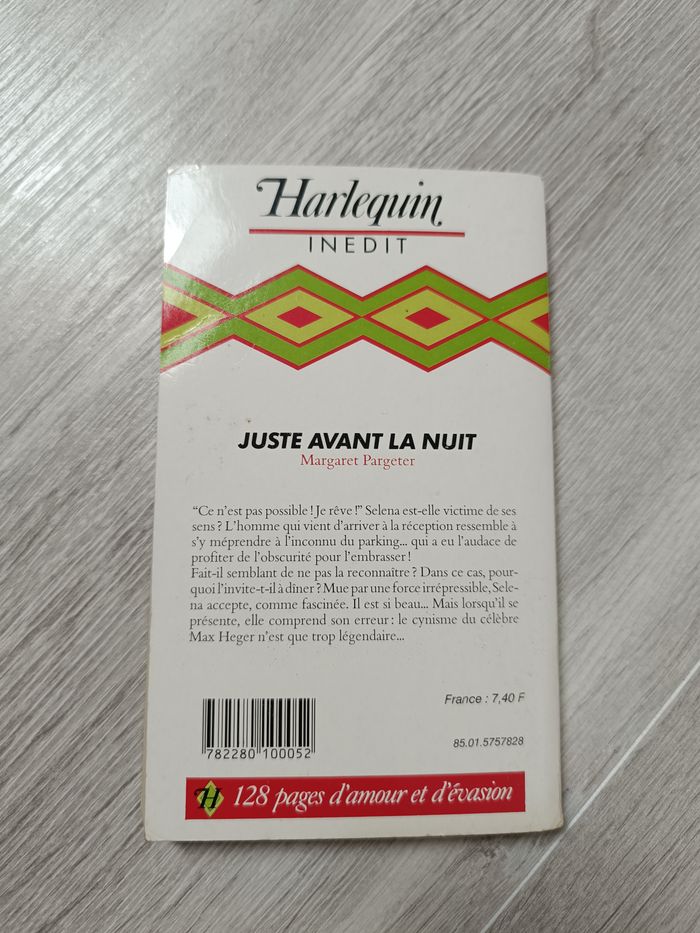 Harlequin
INEDIT
JUSTE AVANT LA NUIT
Margaret Pargeter
“Ce n'est pas possible ! Je rêve !” Selena est-elle victime de ses
sens ? L'homme qui vient d'arriver à la réception ressemble à
s'y méprendre à l'inconnu du parking... qui a eu l'audace de
profiter de l'obscurité pour l'embrasser !
Fait-il semblant de ne pas la reconnaître ? Dans ce cas, pour-
quoi l'invite-t-il à dîner ? Mue par une force irrépressible, Sele-
na accepte, comme fascinée. Il est si beau... Mais lorsqu'il se
présente, elle comprend son erreur : le cynisme du célèbre
Max Heger n'est que trop légendaire...
France : 7,40 F
782280 100052
85.01.5757828
H 128 pages d'amour et d'évasion